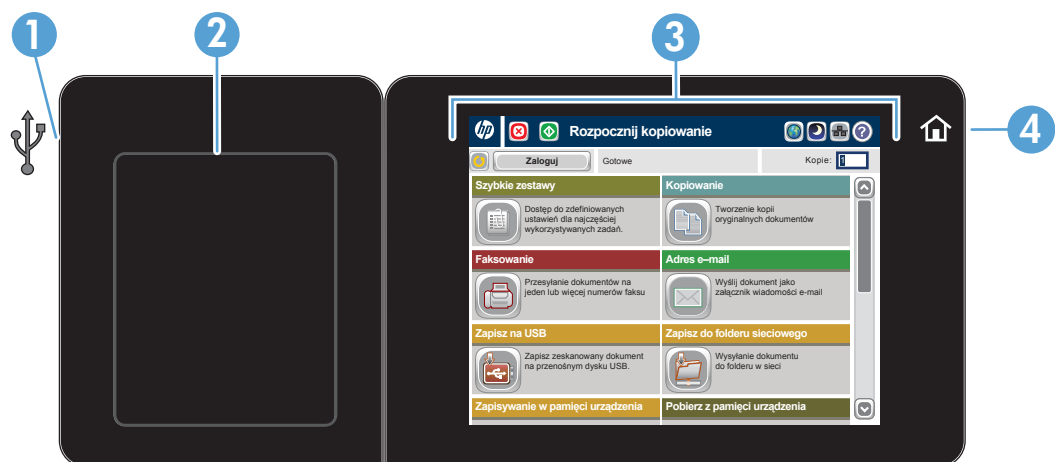 1
2
3
4
hp
Rozpocznij kopiowanie
?
Zaloguj
Gotowe
Kopie: 1
Szybkie zestawy
Dostęp do zdefiniowanych
ustawień dla najczęściej
wykorzystywanych zadań.
Kopiowanie
Tworzenie kopii
oryginalnych dokumentów
Faksowanie
Przesyłanie dokumentów na
jeden lub więcej numerów faksu
Adres e–mail
Wyślij dokument jako
załącznik wiadomości e-mail
Zapisz na USB
Zapisz zeskanowany dokument
na przenośnym dysku USB.
Zapisz do folderu sieciowego
Wysyłanie dokumentu
do folderu w sieci
Zapisywanie w pamięci urządzenia
Pobierz z pamięci urządzenia